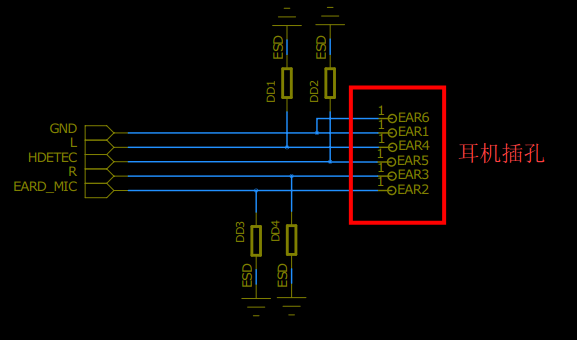 ESD ESD
DD1 DD2
1 EAR6
GND 1 EAR1
L 1 EAR4
HDETEC 1 EAR5
R 1 EAR3
EARD_MIC 1 EAR2
耳机插孔
DD3 DD4
ESD ESD